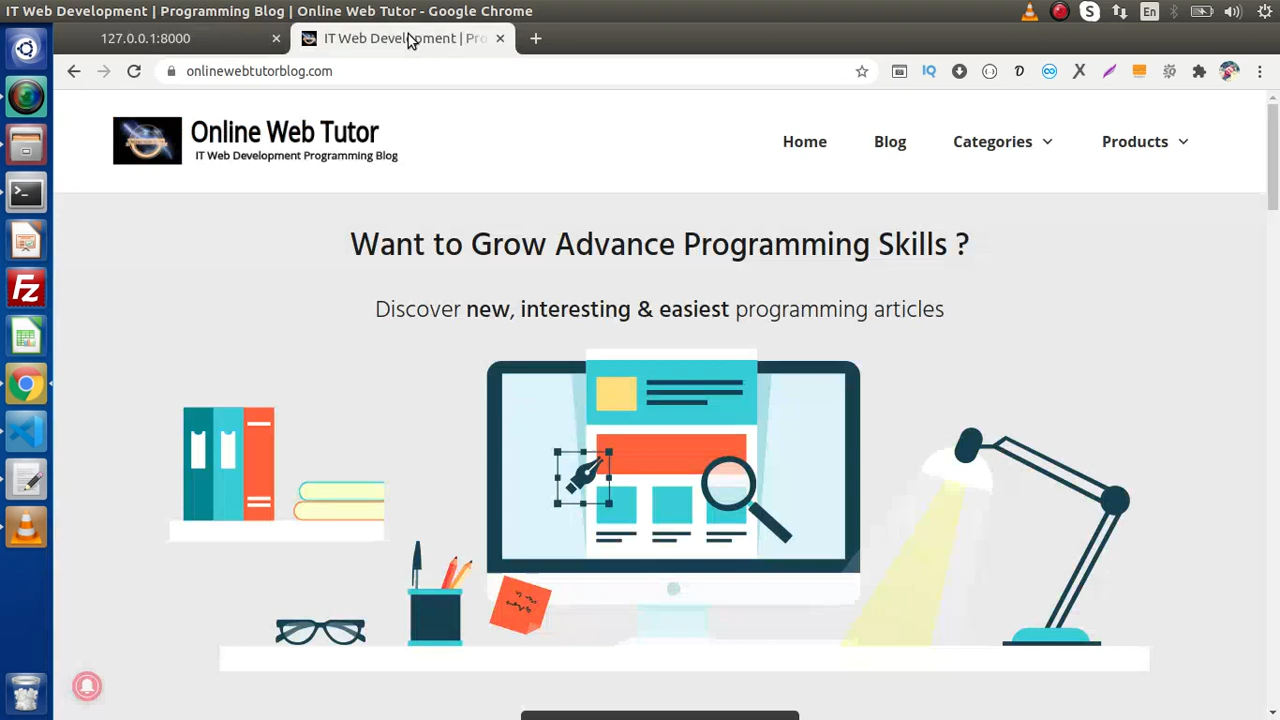 IT Web Development | Programming Blog | Online Web Tutor - Google Chrome
En
127.0.0.1:8000
IT Web Development | Pro
onlinewebtutorblog.com
Online Web Tutor
IT Web Development Programming Blog
Home
Blog
Categories
Products
Want to Grow Advance Programming Skills ?
Discover new, interesting & easiest programming articles